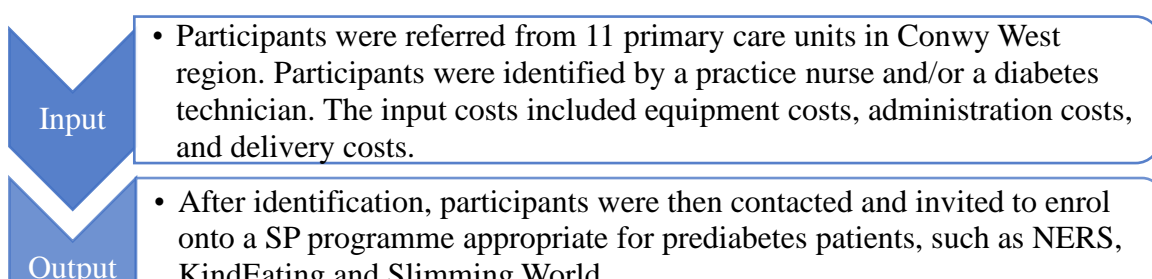 Input
• Participants were referred from 11 primary care units in Conwy West
region. Participants were identified by a practice nurse and/or a diabetes
technician. The input costs included equipment costs, administration costs,
and delivery costs.
Output
• After identification, participants were then contacted and invited to enrol
onto a SP programme appropriate for prediabetes patients, such as NERS,
KindEating and Slimming World